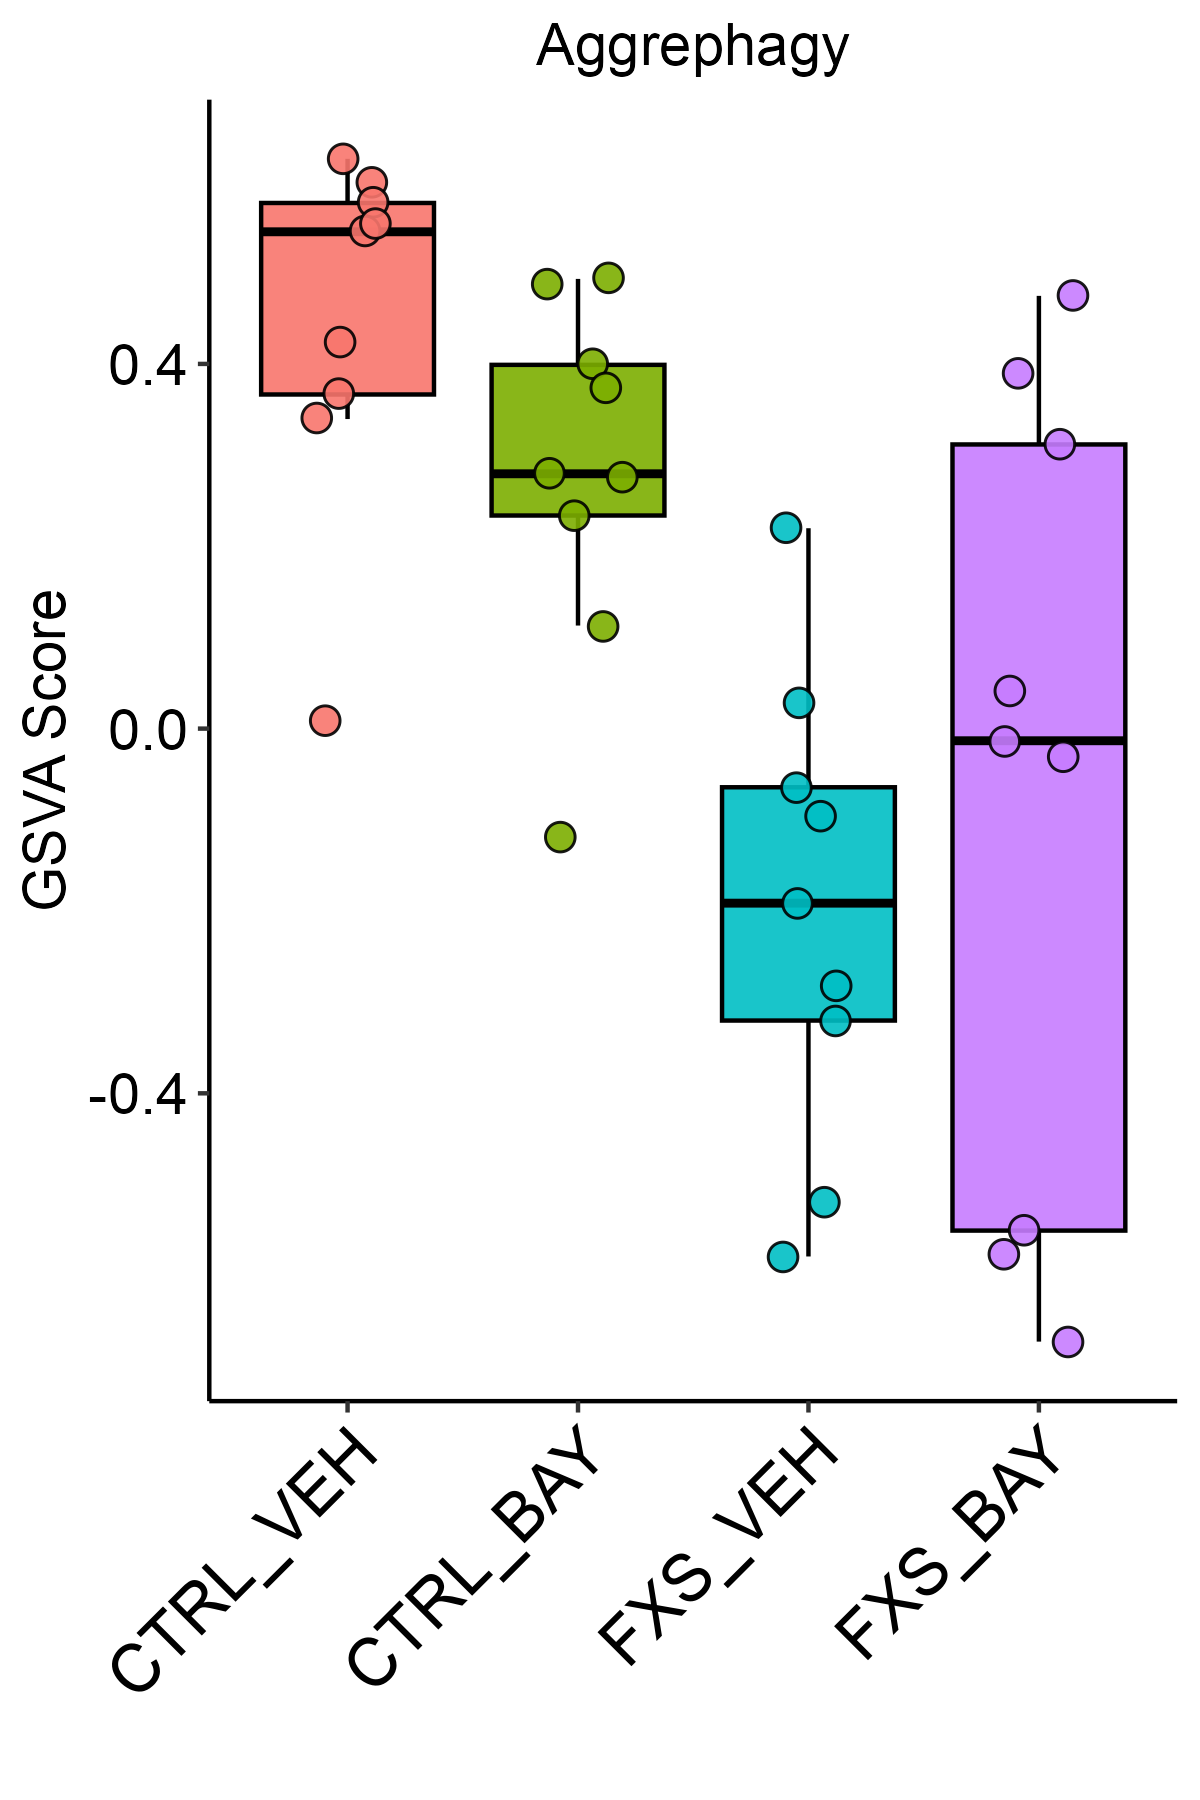 Aggrephagy
GSVA Score
0.4
0.0
-0.4
CTRL_VEH
CTRL_BAY
FXS_VEH
FXS_BAY